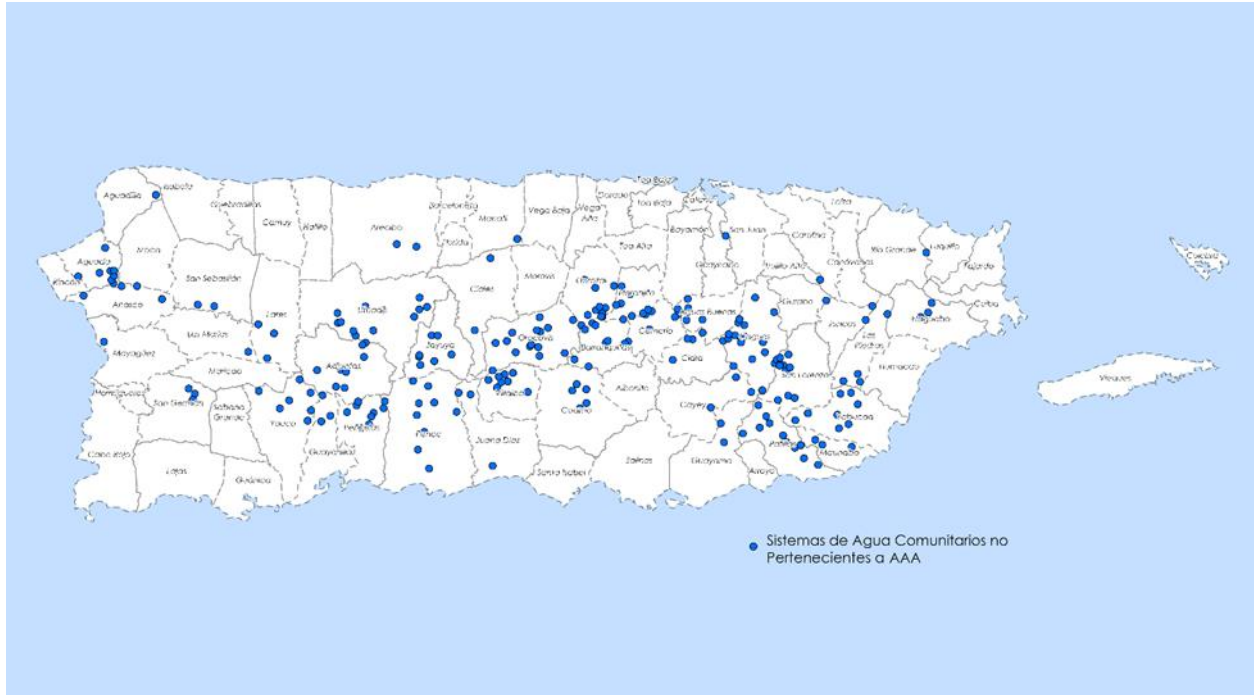 Isabela
Aguadilla
Quebradillas
Camuy
Hatillo
Arecibo
Barceloneta
Manatí
Vega Baja
Vega
Alta
Dorado
Toa Baja
Toa Baja
Cataño
San Juan
Loíza
Carolina
Bayamón
Río Grande
Luquillo
Fajardo
Culebra
Moca
Florida
Toa Alta
Guaynabo
Trujillo Alto
Canóvanas
Aguada
Rincón
San Sebastián
Ciales
Morovis
Corozal
Naranjito
Ceiba
Añasco
Lares
Utuado
Aguas Buenas
Gurabo
Juncos
Naguabo
Las Marías
Jayuya
Orocovis
Comerío
Barranquitas
Caguas
Las
Piedras
Mayagüez
Maricao
Adjuntas
Cidra
San Lorenzo
Humacao
Vieques
Hormigueros
San Germán
Sabana
Grande
Villalba
Aibonito
Cayey
Yabucoa
Yauco
Peñuelas
Coamo
Ponce
Juana Díaz
Patillas
Maunabo
Cabo Rojo
Lajas
Guánica
Guayanilla
Santa Isabel
Salinas
Guayama
Arroyo
Sistemas de Agua Comunitarios no
Pertenecientes a AAA